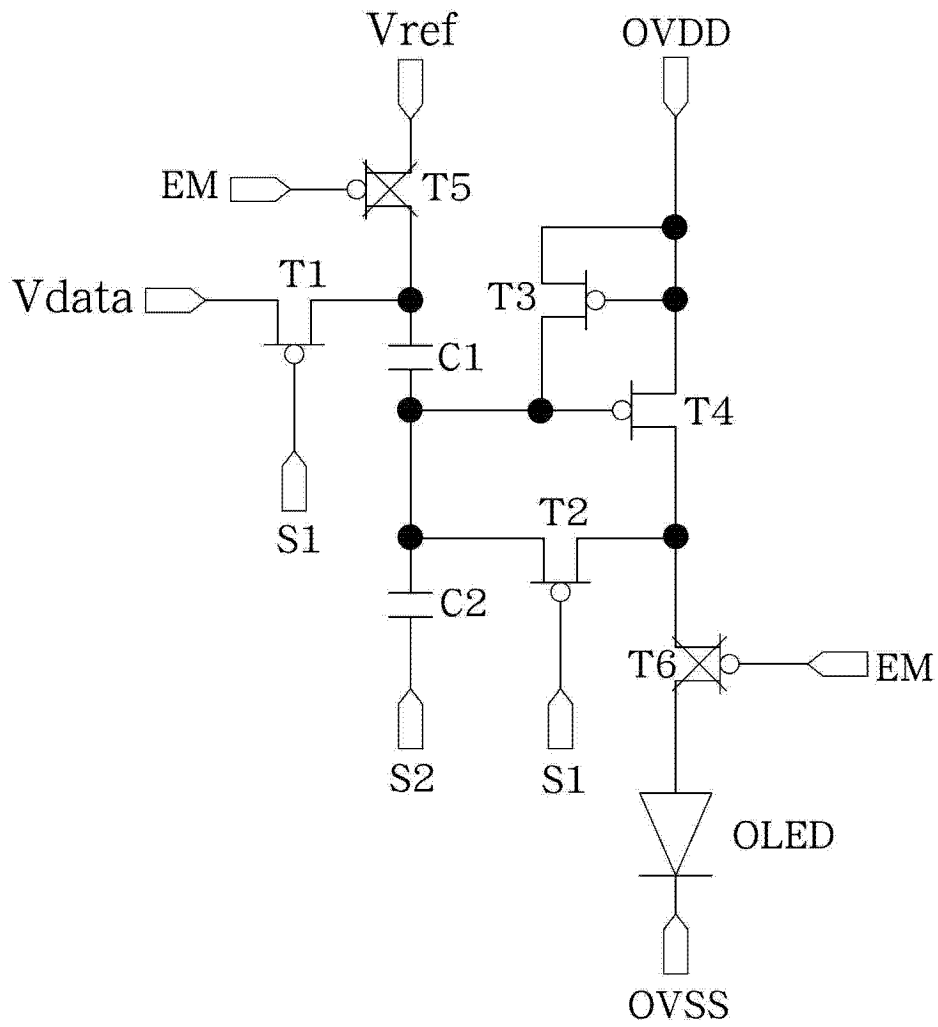 Vref
OVDD
EM
T5
T1
T3
Vdata
C1
T4
S1
T2
C2
T6
EM
S2
S1
OLED
OVSS